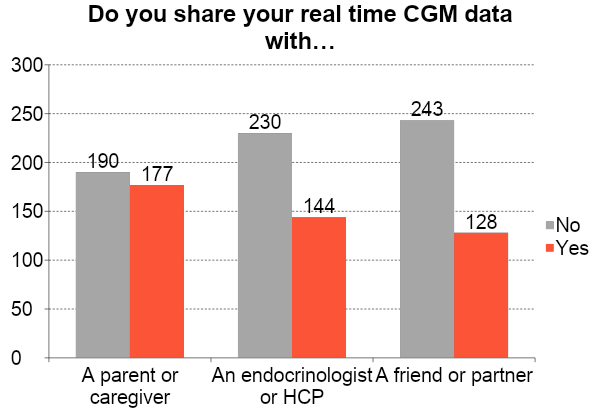 Do you share your real time CGM data
with…
300
250
200
150
100
50
0
190
177
230
144
243
128
No
Yes
A parent or
caregiver
An endocrinologist
or HCP
A friend or partner